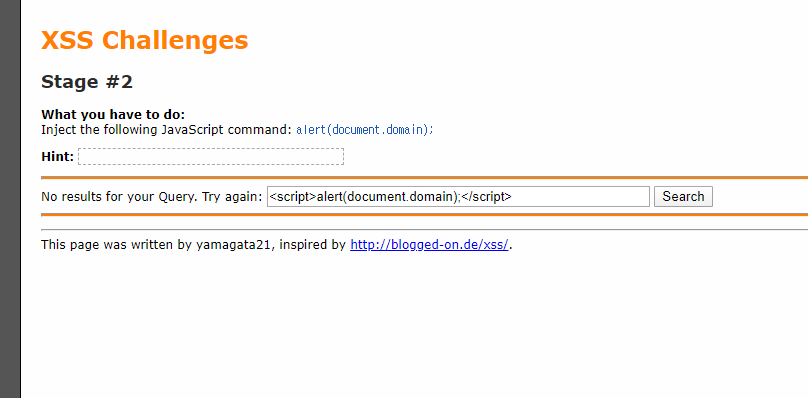 XSS Challenges
Stage #2
What you have to do:
Inject the following JavaScript command: alert(document.domain);
Hint:
No results for your Query. Try again: <script>alert(document.domain);</script> Search
This page was written by yamagata21, inspired by http://blogged-on.de/xss/.